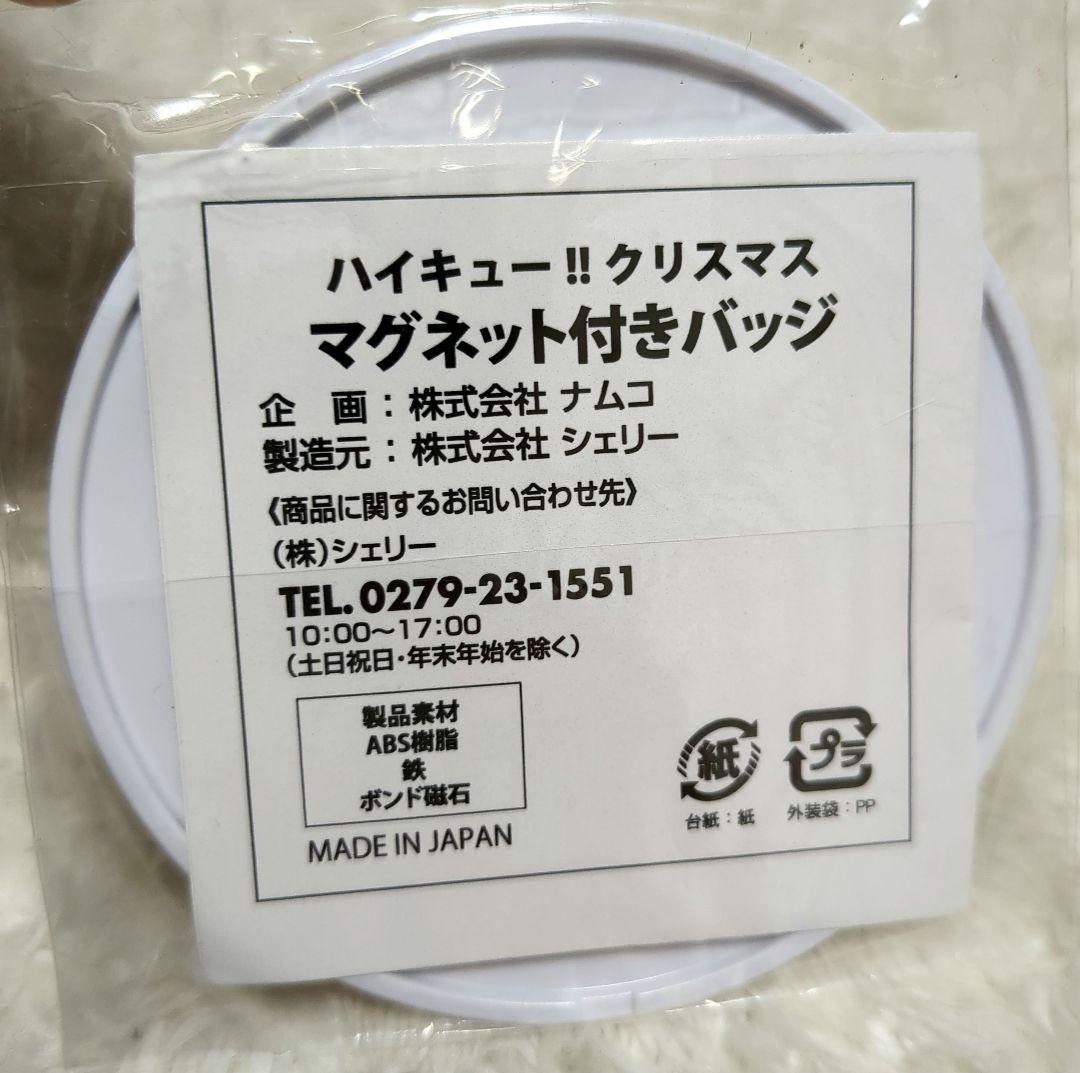 ハイキュー!! クリスマス
マグネット付きバッジ
企　画：株式会社 ナムコ
製造元：株式会社 シェリー
《商品に関するお問い合わせ先》
(株)シェリー
TEL. 0279-23-1551
10:00～17:00
(土日祝日・年末年始を除く)
製品素材
ABS樹脂
鉄
ボンド磁石
MADE IN JAPAN
紙
台紙：紙
プラ
外装袋：PP